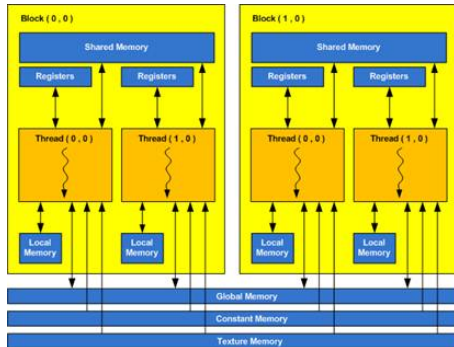 Block ( 0 , 0 )
Shared Memory
Registers
Registers
Thread ( 0 , 0 )
Thread ( 1 , 0 )
Local
Memory
Local
Memory
Block ( 1 , 0 )
Shared Memory
Registers
Registers
Thread ( 0 , 0 )
Thread ( 1 , 0 )
Local
Memory
Local
Memory
Global Memory
Constant Memory
Texture Memory